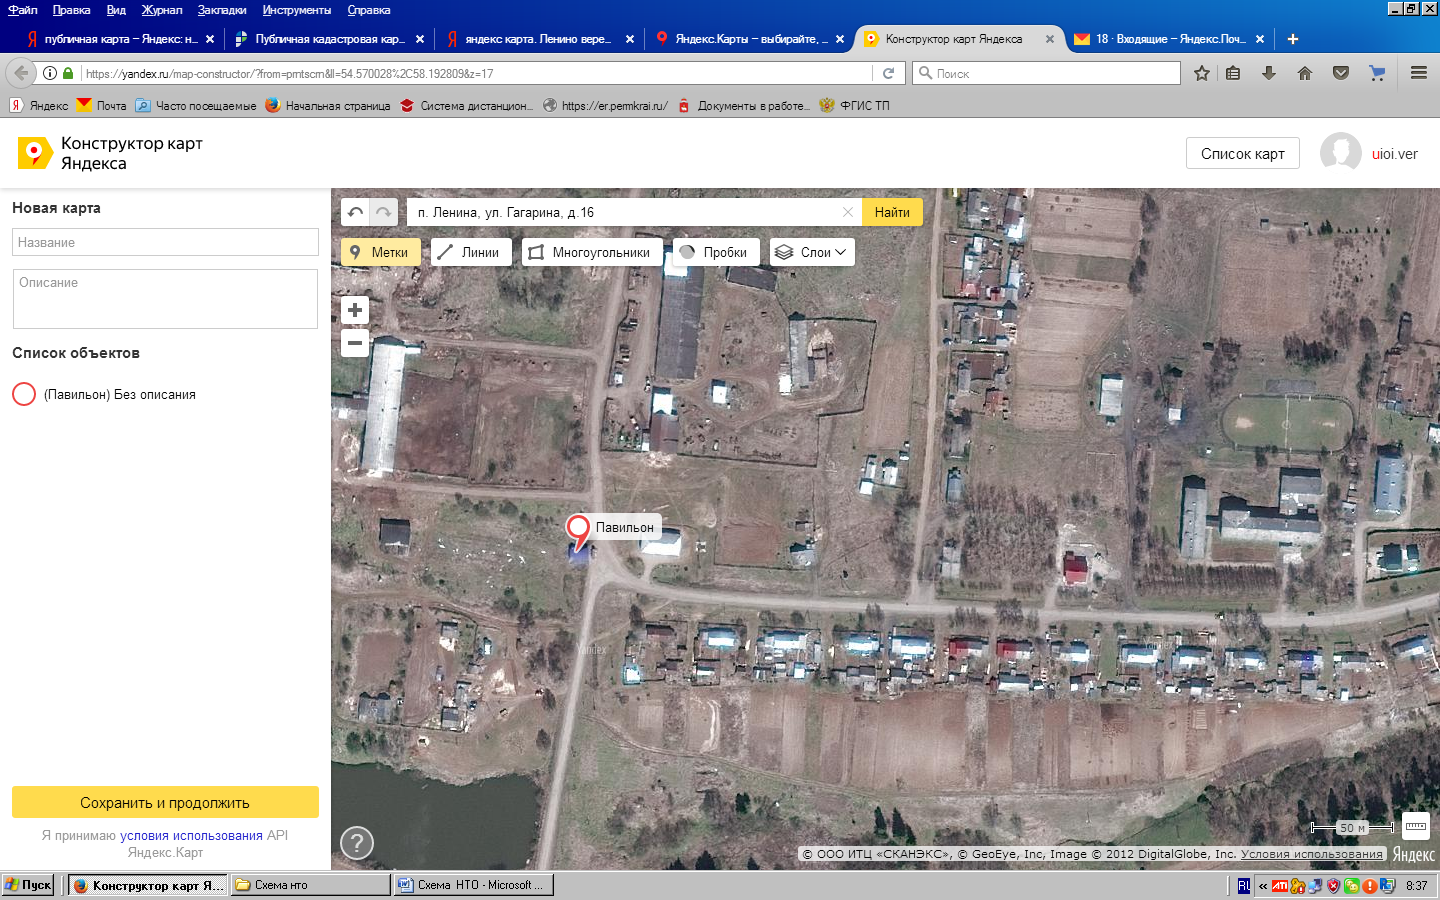 Файл Правка Вид Журнал Закладки Инструменты Справка
публичная карта – Яндекс: н... Публичная кадастровая кар... яндекс карта. Ленино вере... Яндекс.Карты – выбирайте, ... Конструктор карт Яндекса 18 · Входящие – Яндекс.Поч...
https://yandex.ru/map-constructor/?from=prntscrn&ll=54.570028%2C58.192809&z=17 Поиск
Яндекс Почта Часто посещаемые Начальная страница Система дистанцион... https://er.permkrai.ru/ Документы в работе... ФГИС ТП
Конструктор карт
Яндекса
Список карт
uioi.ver
Новая карта
Название
Описание
Список объектов
(Павильон) Без описания
Сохранить и продолжить
Я принимаю условия использования API
Яндекс.Карт
п. Ленина, ул. Гагарина, д.16 Найти
Метки Линии Многоугольники Пробки Слои
Павильон
Yandex
Yandex
50 м
?
© ООО ИТЦ «СКАНЭКС», © GeoEye, Inc, Image © 2012 DigitalGlobe, Inc. Условия использования Яндекс
Пуск Конструктор карт Я... Схема нто Схема НТО - Microsoft ... RU « ATI 8:37